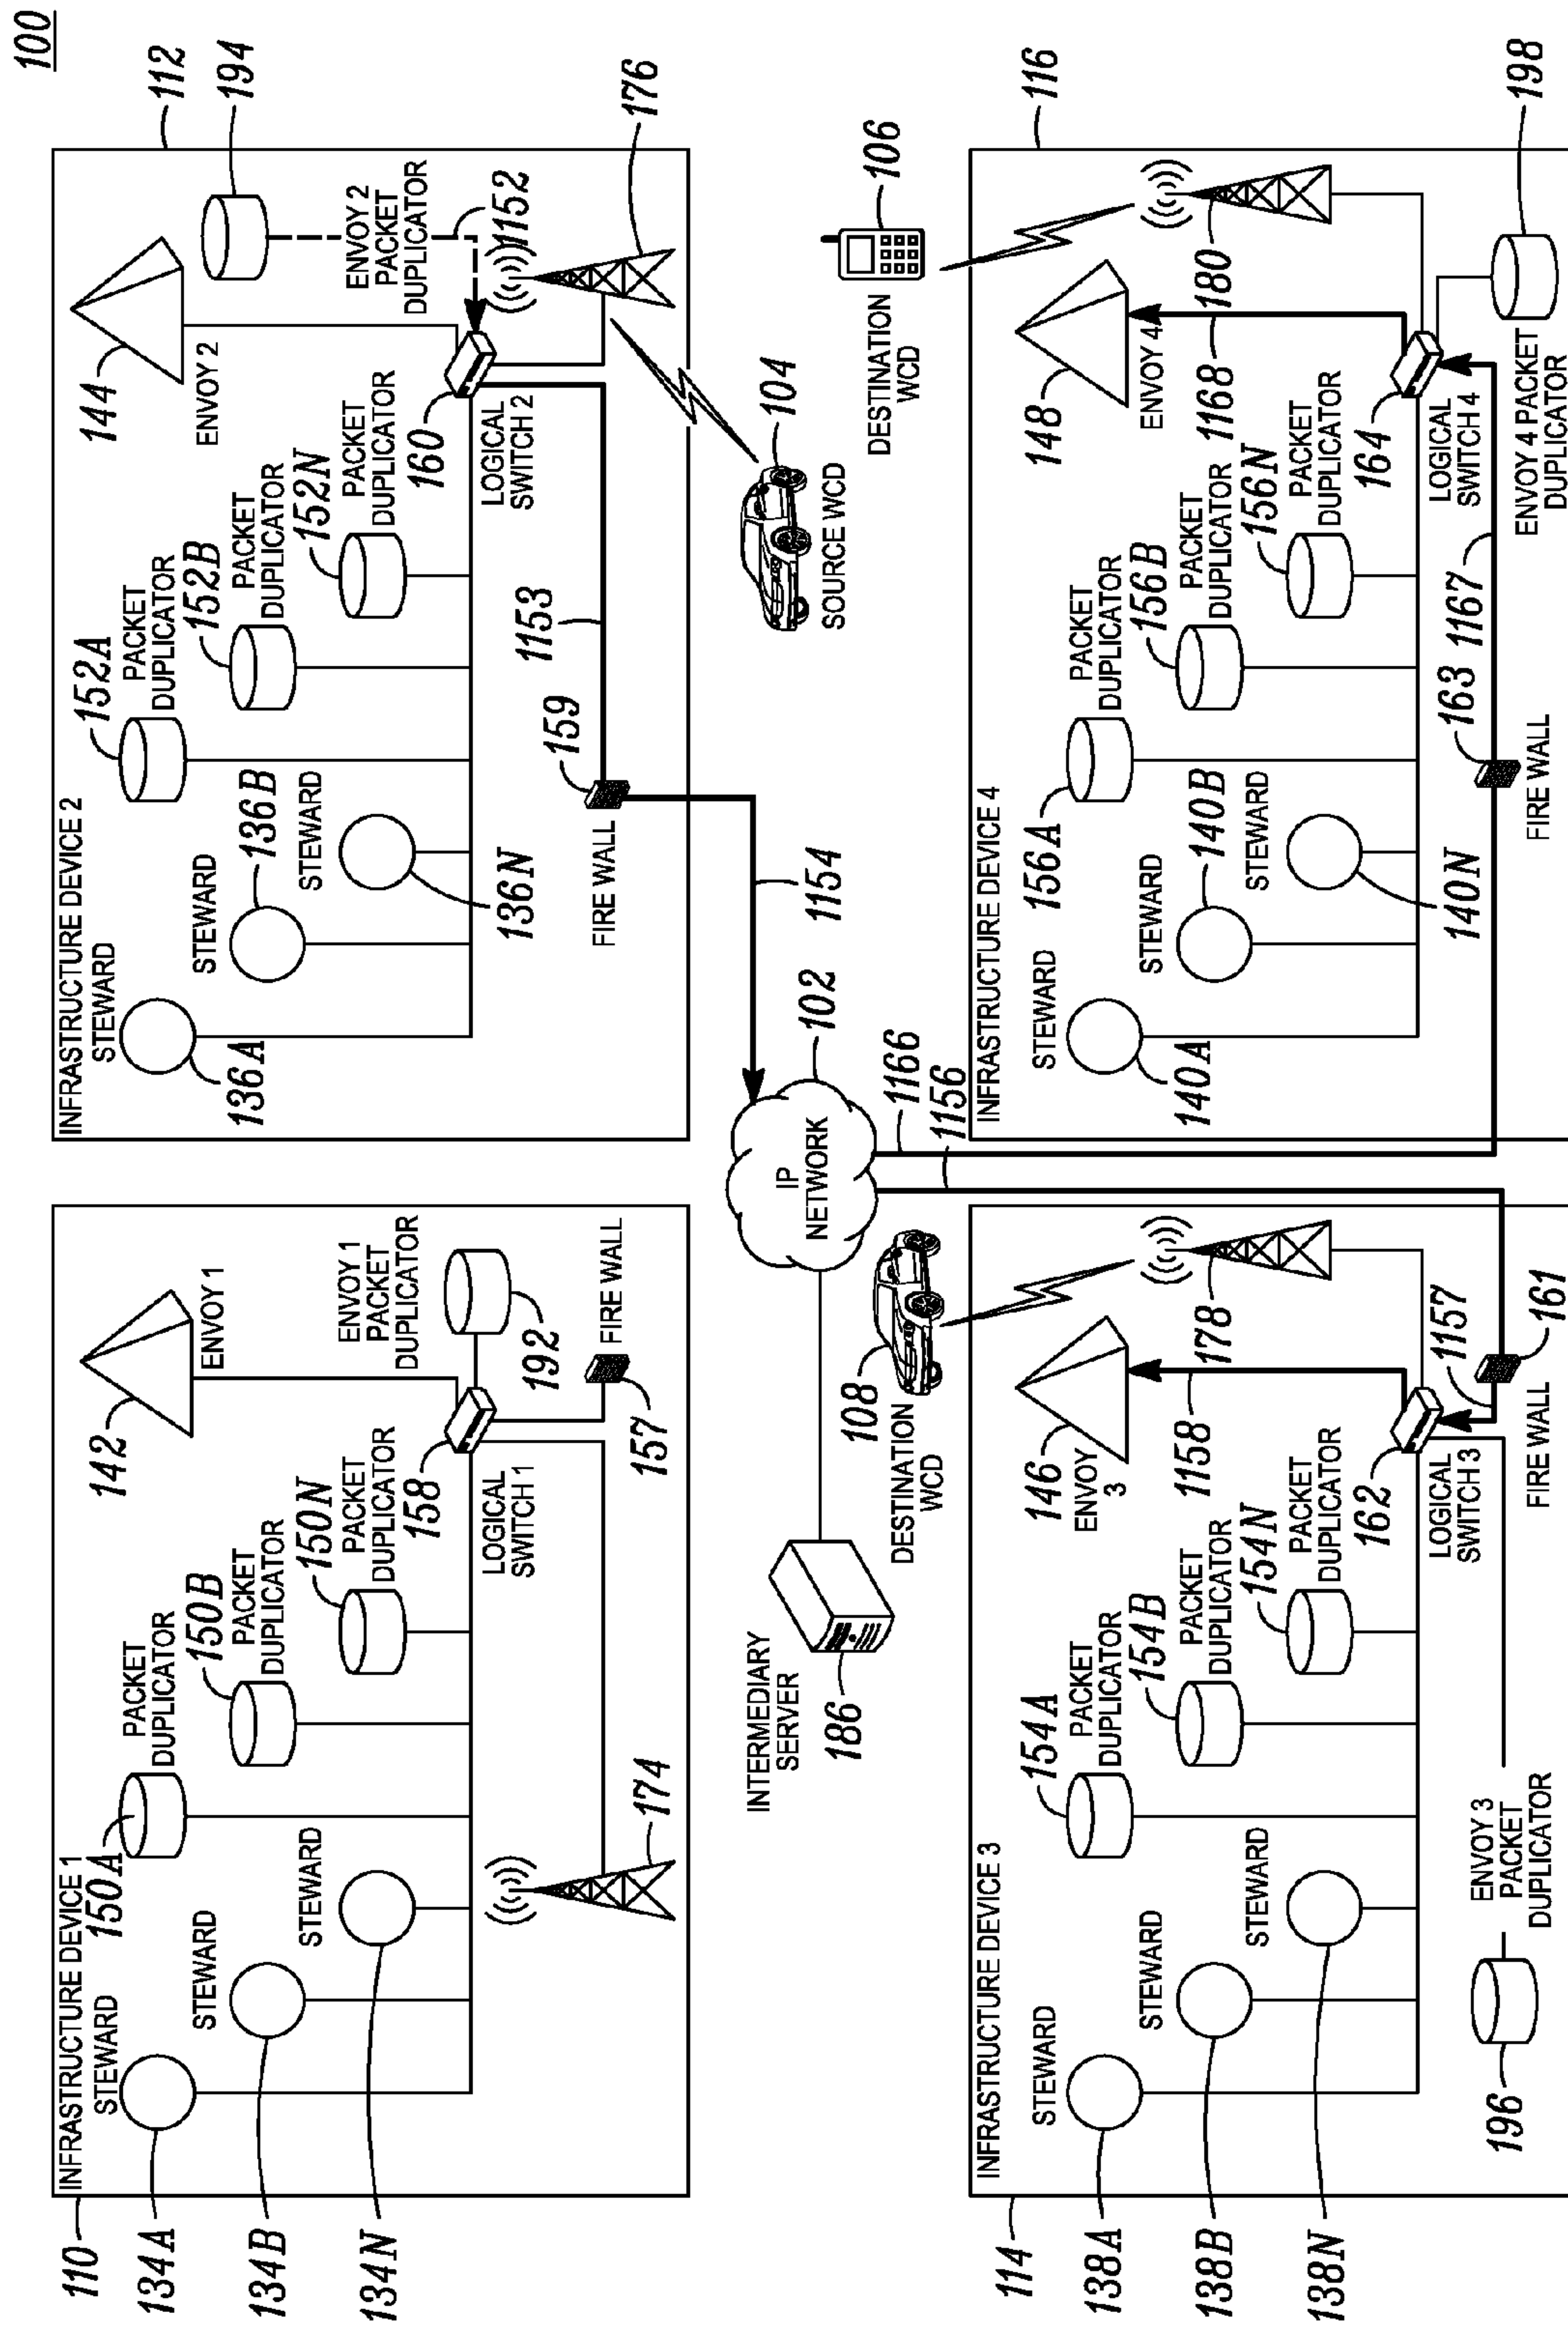 100
INFRASTRUCTURE DEVICE 1
110
STEWARD
134A
STEWARD
134B
STEWARD
134N
150A
PACKET
DUPLICATOR
150B
PACKET
DUPLICATOR
150N
PACKET
DUPLICATOR
142
ENVOY 1
158
LOGICAL
SWITCH 1
ENVOY 1
PACKET
DUPLICATOR
192
FIRE WALL
157
174
INFRASTRUCTURE DEVICE 2
112
STEWARD
136A
STEWARD
136B
STEWARD
136N
152A
PACKET
DUPLICATOR
152B
PACKET
DUPLICATOR
152N
PACKET
DUPLICATOR
144
ENVOY 2
194
ENVOY 2
PACKET
DUPLICATOR
1152
160
LOGICAL
SWITCH 2
176
1153
159
FIRE WALL
1154
INTERMEDIARY
SERVER
186
IP
NETWORK
102
104
SOURCE WCD
106
DESTINATION
WCD
108
DESTINATION
WCD
1166
1156
INFRASTRUCTURE DEVICE 3
114
STEWARD
138A
STEWARD
138B
STEWARD
138N
154A
PACKET
DUPLICATOR
154B
PACKET
DUPLICATOR
154N
PACKET
DUPLICATOR
146
ENVOY
3
1158
178
162
LOGICAL
SWITCH 3
1157
161
FIRE WALL
ENVOY 3
PACKET
DUPLICATOR
196
INFRASTRUCTURE DEVICE 4
116
STEWARD
140A
STEWARD
140B
STEWARD
140N
156A
PACKET
DUPLICATOR
156B
PACKET
DUPLICATOR
156N
PACKET
DUPLICATOR
148
ENVOY 4
1168
180
164
LOGICAL
SWITCH 4
163
1167
FIRE WALL
ENVOY 4 PACKET
DUPLICATOR
198